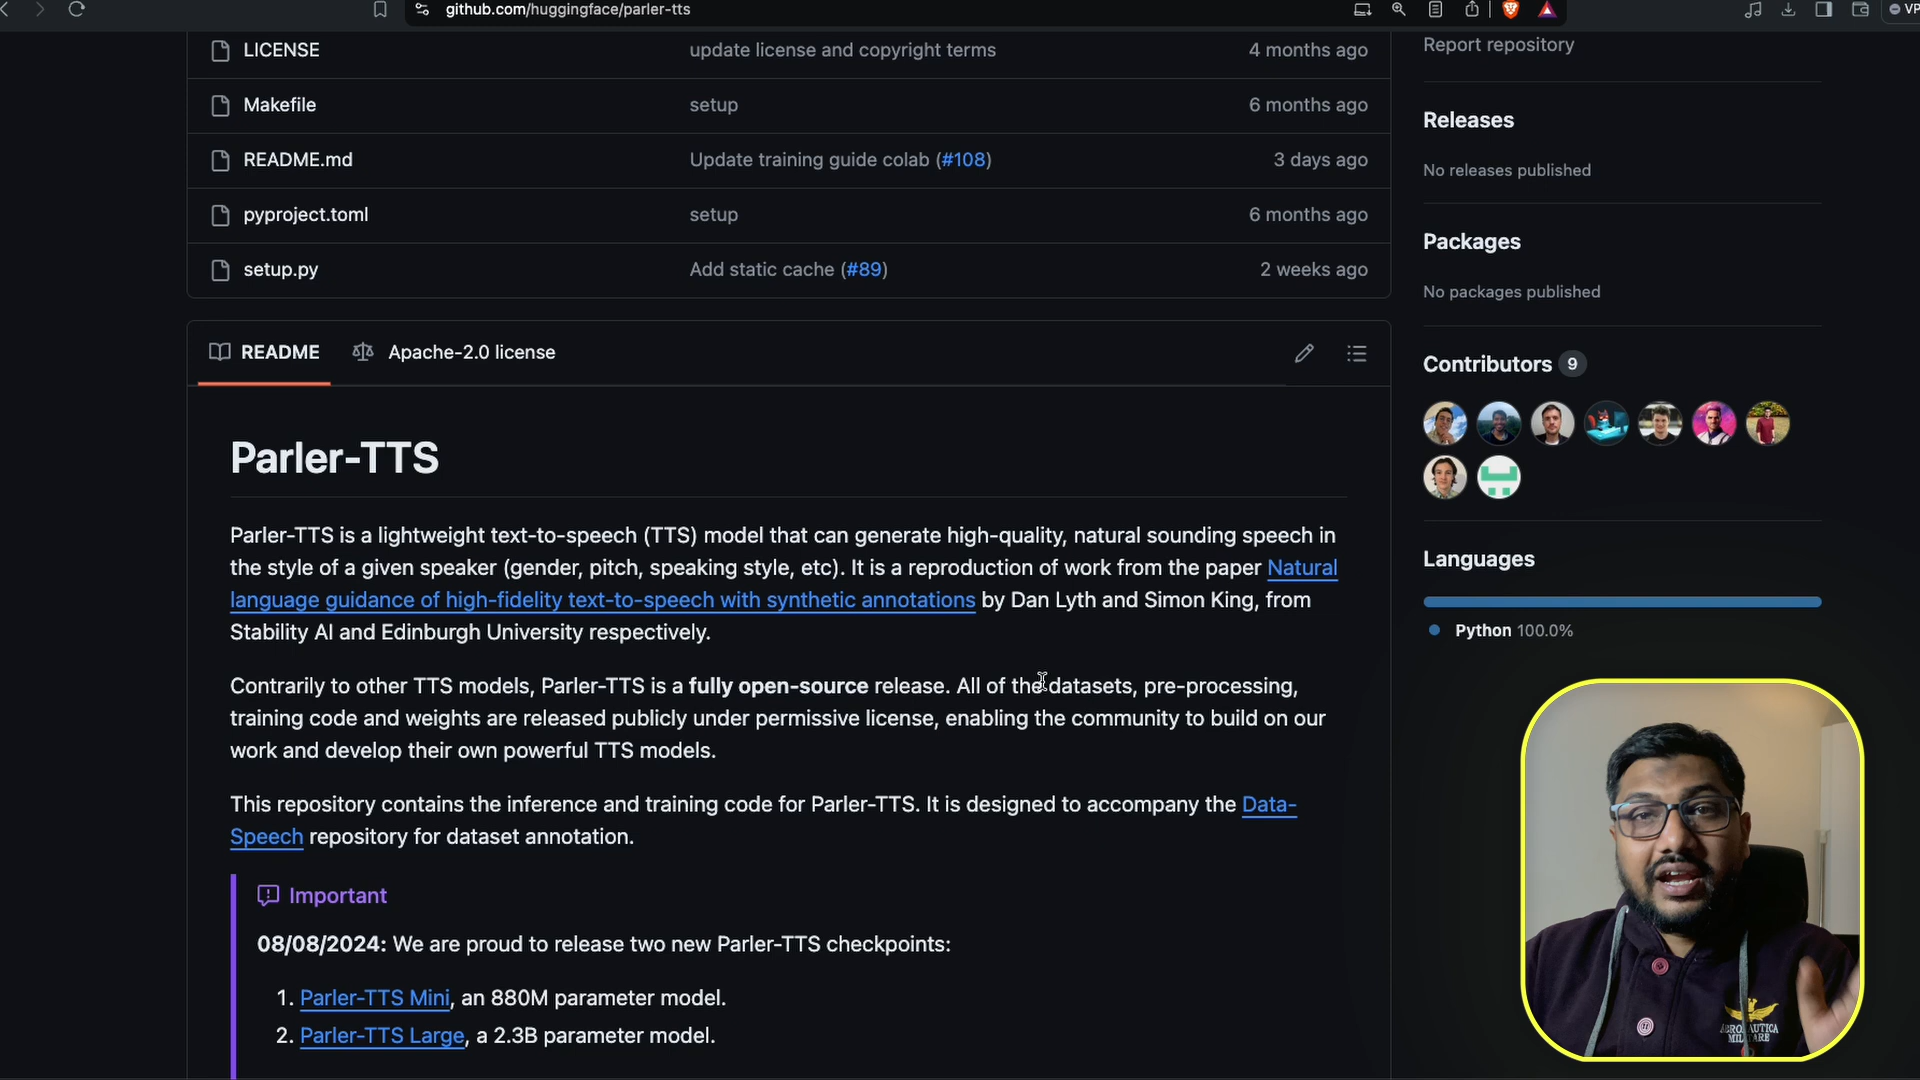 github.com/huggingface/parler-tts
VP
LICENSE update license and copyright terms 4 months ago
Makefile setup 6 months ago
README.md Update training guide colab (#108) 3 days ago
pyproject.toml setup 6 months ago
setup.py Add static cache (#89) 2 weeks ago
README Apache-2.0 license
Parler-TTS
Parler-TTS is a lightweight text-to-speech (TTS) model that can generate high-quality, natural sounding speech in
the style of a given speaker (gender, pitch, speaking style, etc). It is a reproduction of work from the paper Natural
language guidance of high-fidelity text-to-speech with synthetic annotations by Dan Lyth and Simon King, from
Stability AI and Edinburgh University respectively.
Contrarily to other TTS models, Parler-TTS is a fully open-source release. All of the datasets, pre-processing,
training code and weights are released publicly under permissive license, enabling the community to build on our
work and develop their own powerful TTS models.
This repository contains the inference and training code for Parler-TTS. It is designed to accompany the Data-
Speech repository for dataset annotation.
Important
08/08/2024: We are proud to release two new Parler-TTS checkpoints:
1. Parler-TTS Mini, an 880M parameter model.
2. Parler-TTS Large, a 2.3B parameter model.
Report repository
Releases
No releases published
Packages
No packages published
Contributors 9
Languages
Python 100.0%
AERONAUTICA
MILITARE